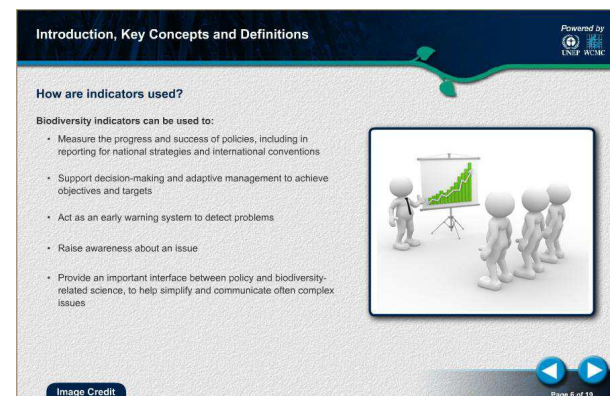 Introduction, Key Concepts and Definitions
Powered by
UNEP WCMC
How are indicators used?
Biodiversity indicators can be used to:
• Measure the progress and success of policies, including in
reporting for national strategies and international conventions
• Support decision-making and adaptive management to achieve
objectives and targets
• Act as an early warning system to detect problems
• Raise awareness about an issue
• Provide an important interface between policy and biodiversity-
related science, to help simplify and communicate often complex
issues
Image Credit
Page 6 of 19